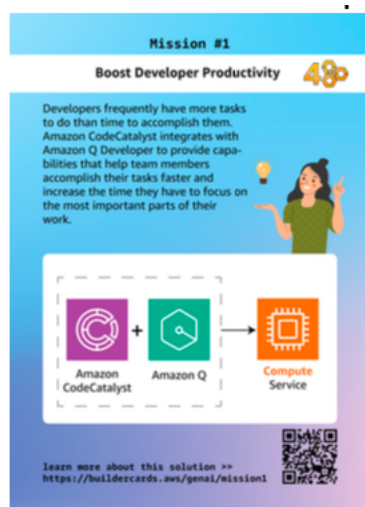 Mission #1
Boost Developer Productivity
4
Developers frequently have more tasks
to do than time to accomplish them.
Amazon CodeCatalyst integrates with
Amazon Q Developer to provide capa-
bilities that help team members
accomplish their tasks faster and
increase the time they have to focus on
the most important parts of their
work.
+
Amazon
CodeCatalyst
Amazon Q
Compute
Service
learn more about this solution >>
https://buildercards.aws/genai/mission1